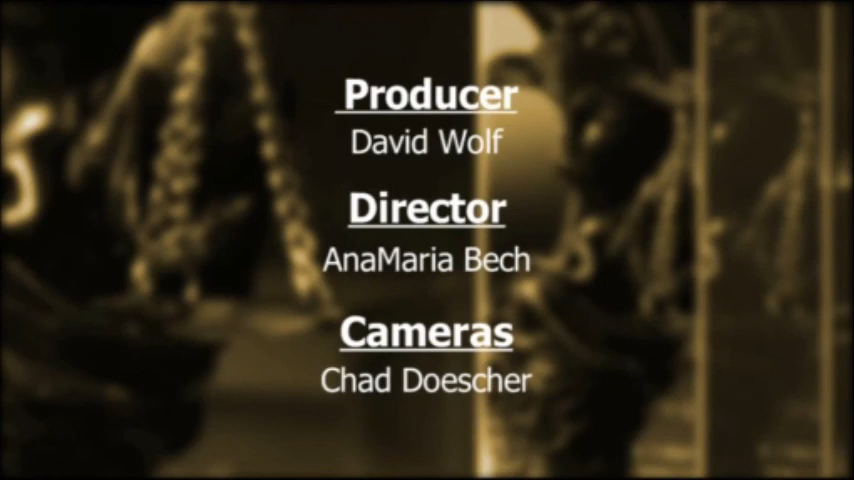 Producer
David Wolf
Director
AnaMaria Bech
Cameras
Chad Doescher